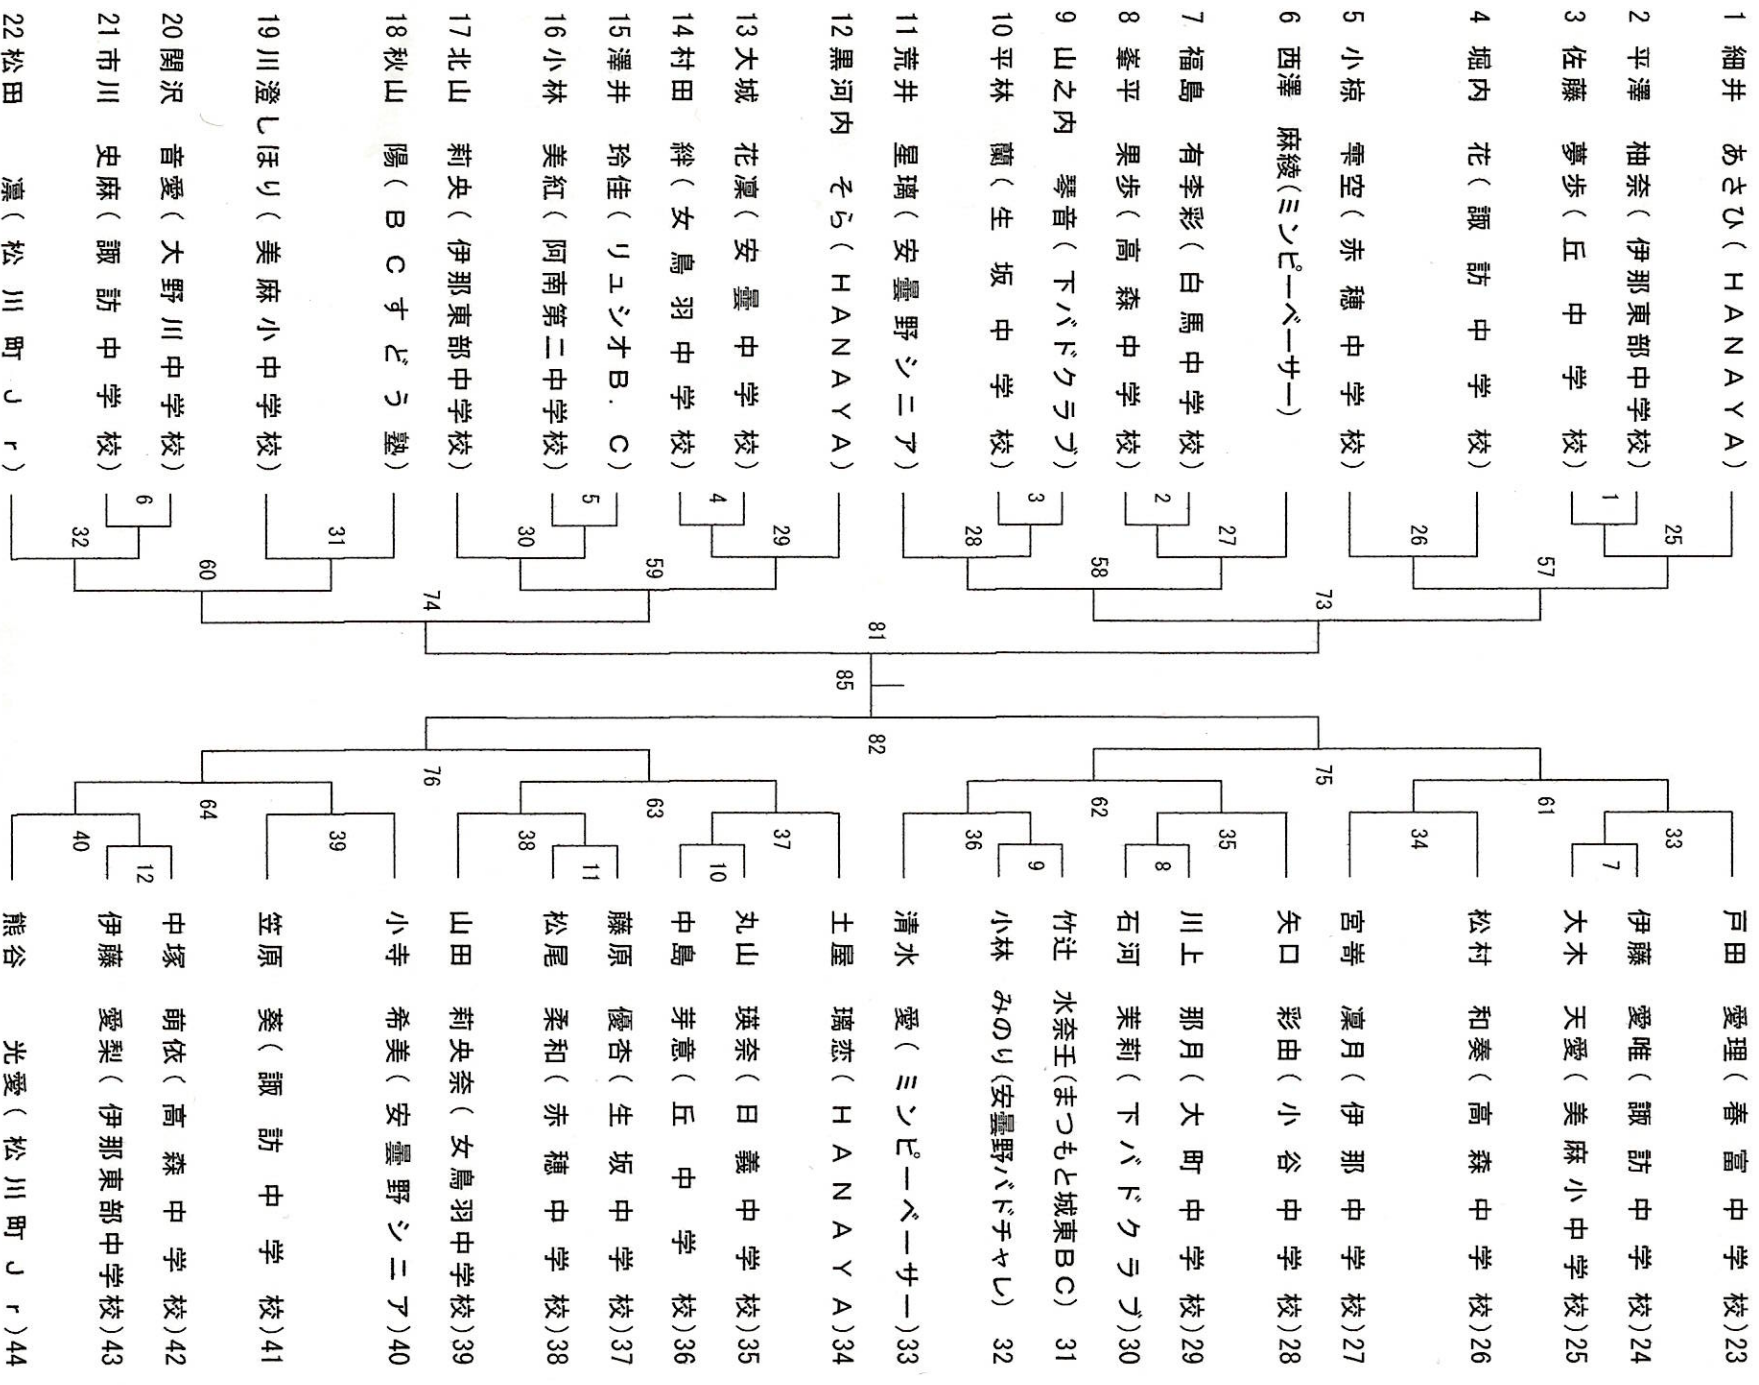 1 細井 あさひ(HANAYA)
2 平澤 柚奈(伊那東部中学校)
3 佐藤 夢歩(丘中学校)
4 堀内 花(諏訪中学校)
5 小椋 雫空(赤穂中学校)
6 西澤 麻綾(ミンピーベーサー)
7 福島 有李彩(白馬中学校)
8 峯平 果歩(高森中学校)
9 山之内 琴音(下バドクラブ)
10 平林 蘭(生坂中学校)
11 荒井 星璃(安曇野シニア)
12 黒河内 そら(HANAYA)
13 大城 花凛(安曇中学校)
14 村田 絆(女鳥羽中学校)
15 澤井 玲佳(リュシオB.C)
16 小林 美紅(阿南第二中学校)
17 北山 莉央(伊那東部中学校)
18 秋山 陽(BCすどう塾)
19 川澄しほり(美麻小中学校)
20 関沢 音愛(大野川中学校)
21 市川 史麻(諏訪中学校)
22 松田 凛(松川町Jr)
1
2
3
4
5
6
25
26
27
28
29
30
31
32
57
58
59
60
73
74
81
85
82
75
76
61
62
63
64
33
34
35
36
37
38
39
40
7
8
9
10
11
12
戸田 愛理(春富中学校)23
伊藤 愛唯(諏訪中学校)24
大木 天愛(美麻小中学校)25
松村 和奏(高森中学校)26
宮嵜 凛月(伊那中学校)27
矢口 彩由(小谷中学校)28
川上 那月(大町中学校)29
石河 茉莉(下バドクラブ)30
竹辻 水奈壬(まつもと城東BC) 31
小林 みのり(安曇野バドチャレ) 32
清水 愛(ミンピーベーサー)33
土屋 璃恋(HANAYA)34
丸山 瑛奈(日義中学校)35
中島 芽意(丘中学校)36
藤原 優杏(生坂中学校)37
松尾 柔和(赤穂中学校)38
山田 莉央奈(女鳥羽中学校)39
小寺 希美(安曇野シニア)40
笠原 葵(諏訪中学校)41
中塚 萌依(高森中学校)42
伊藤 愛梨(伊那東部中学校)43
熊谷 光愛(松川町Jr)44